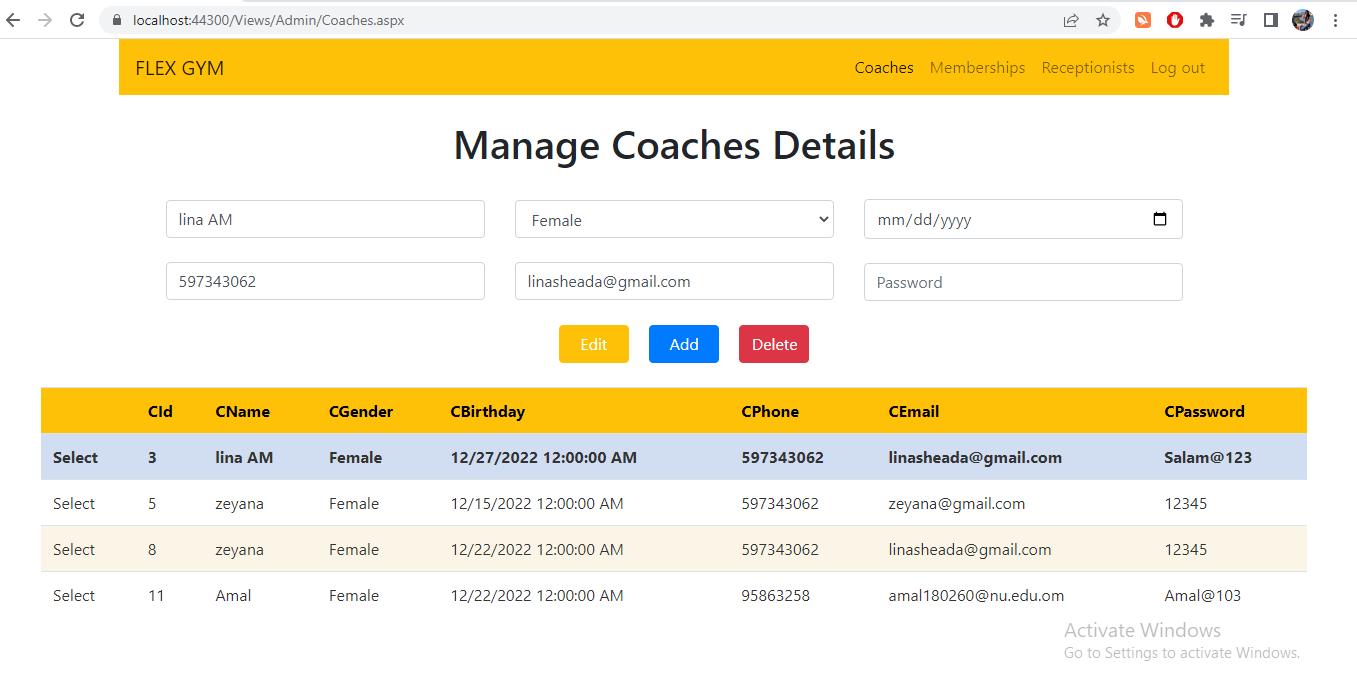 localhost:44300/Views/Admin/Coaches.aspx
FLEX GYM Coaches Memberships Receptionists Log out
Manage Coaches Details
lina AM Female mm/dd/yyyy
597343062 linasheada@gmail.com Password
Edit Add Delete
CId CName CGender CBirthday CPhone CEmail CPassword
Select 3 lina AM Female 12/27/2022 12:00:00 AM 597343062 linasheada@gmail.com Salam@123
Select 5 zeyana Female 12/15/2022 12:00:00 AM 597343062 zeyana@gmail.com 12345
Select 8 zeyana Female 12/22/2022 12:00:00 AM 597343062 linasheada@gmail.com 12345
Select 11 Amal Female 12/22/2022 12:00:00 AM 95863258 amal180260@nu.edu.om Amal@103
Activate Windows
Go to Settings to activate Windows.